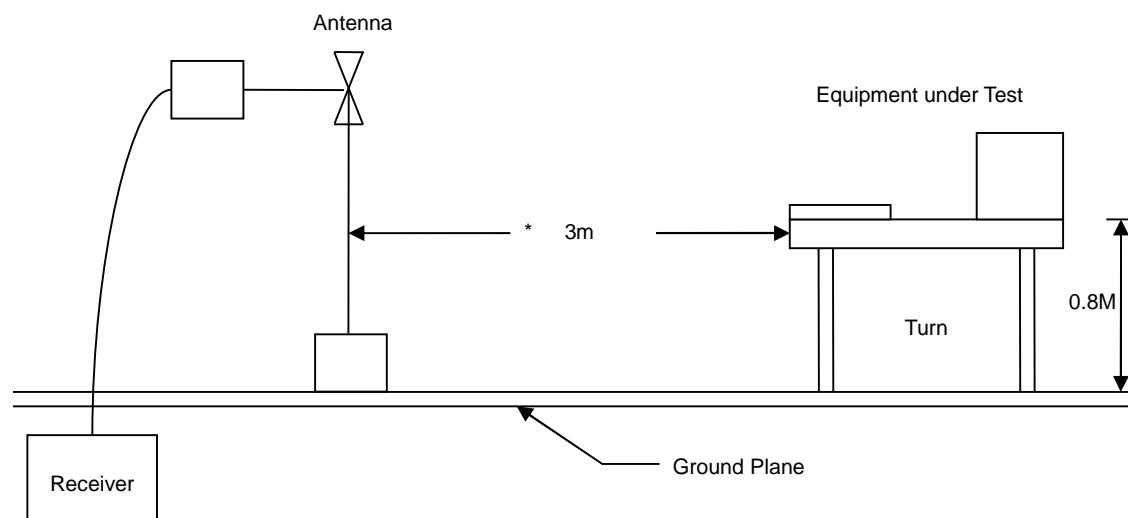 Antenna
Equipment under Test
* 3m
0.8M
Turn
Ground Plane
Receiver